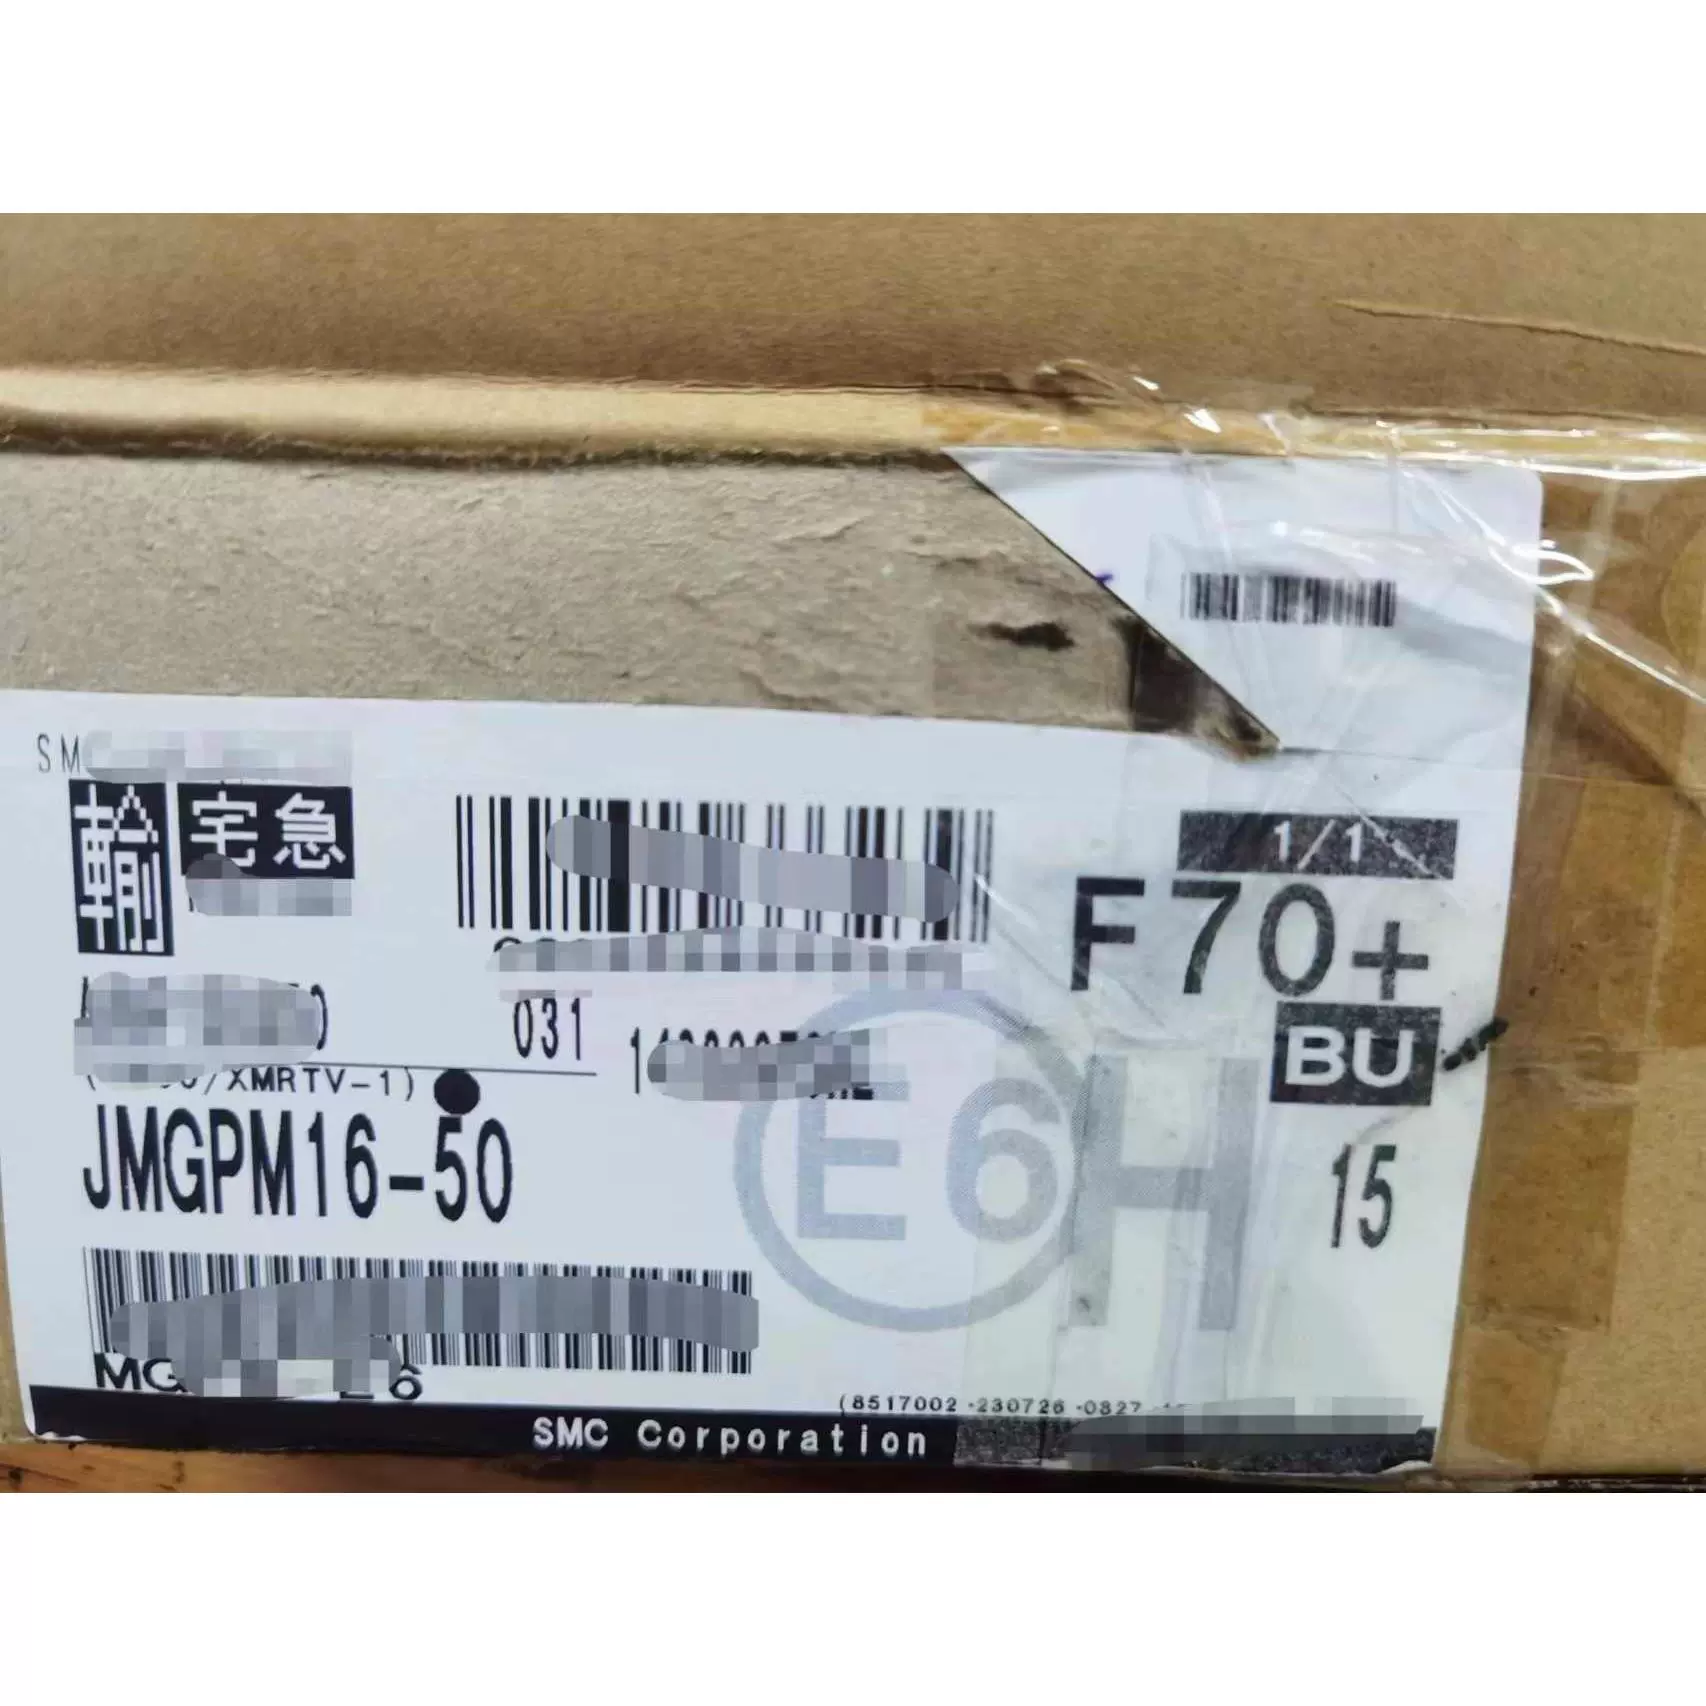 SM
輸
宅急
1/1
F70+
031
BU
/XMRTV-1)
JMGPM16-50
E6
H
15
MG
6
(8517002-230726-0827
SMC Corporation